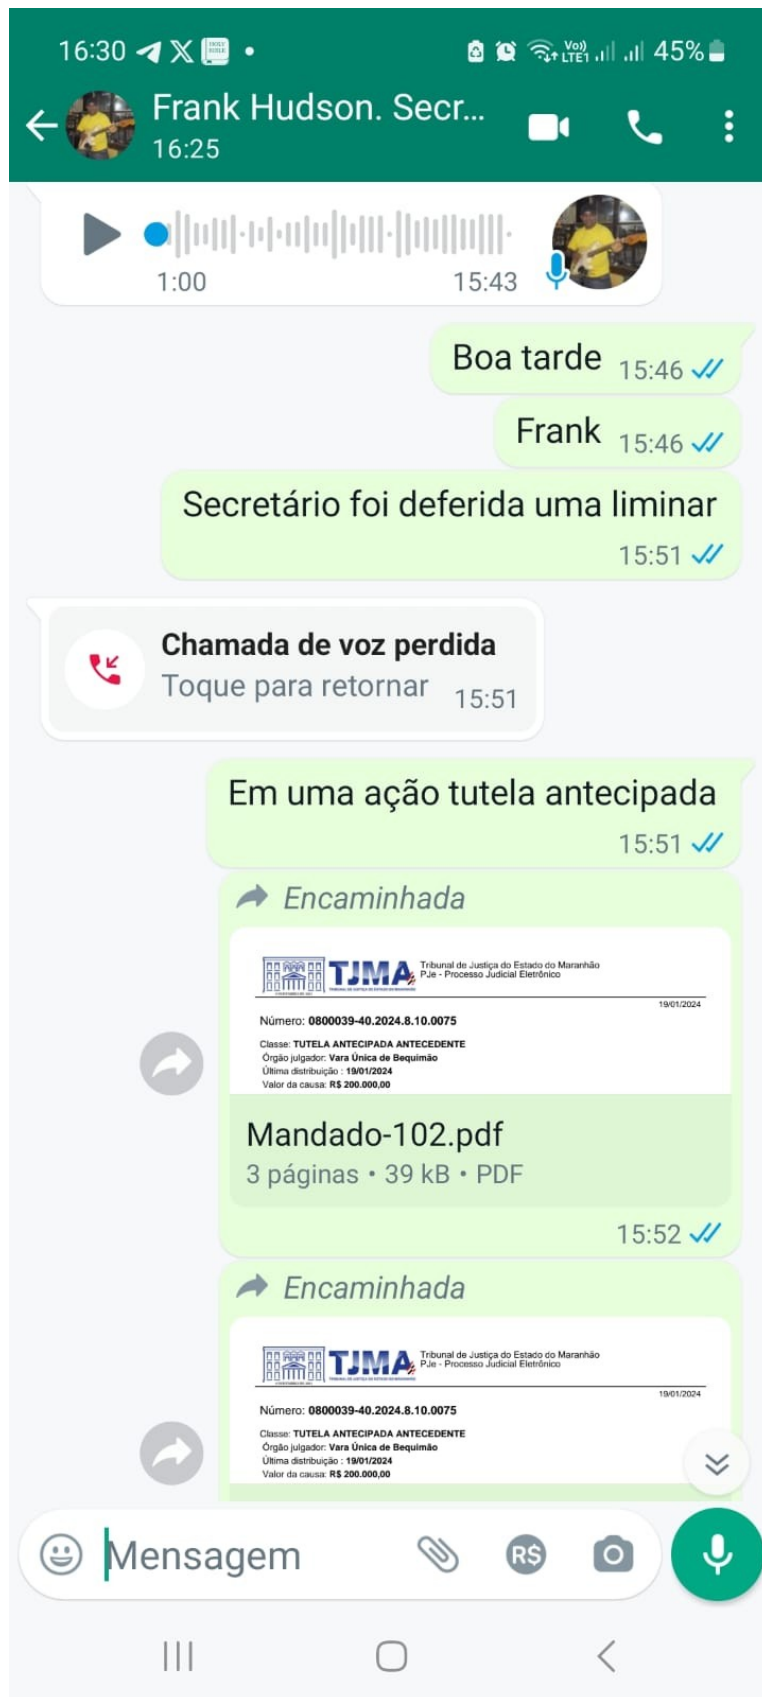 16:30
Vo))
LTE1
45%
Frank Hudson. Secr...
16:25
1:00
15:43
Boa tarde 15:46
Frank 15:46
Secretário foi deferida uma liminar
15:51
Chamada de voz perdida
Toque para retornar 15:51
Em uma ação tutela antecipada
15:51
Encaminhada
TJMA
Tribunal de Justiça do Estado do Maranhão
PJe - Processo Judicial Eletrônico
19/01/2024
Número: 0800039-40.2024.8.10.0075
Classe: TUTELA ANTECIPADA ANTECEDENTE
Órgão julgador: Vara Única de Bequimão
Última distribuição : 19/01/2024
Valor da causa: R$ 200.000,00
Mandado-102.pdf
3 páginas • 39 kB • PDF
15:52
Encaminhada
TJMA
Tribunal de Justiça do Estado do Maranhão
PJe - Processo Judicial Eletrônico
19/01/2024
Número: 0800039-40.2024.8.10.0075
Classe: TUTELA ANTECIPADA ANTECEDENTE
Órgão julgador: Vara Única de Bequimão
Última distribuição : 19/01/2024
Valor da causa: R$ 200.000,00
Mensagem
R$